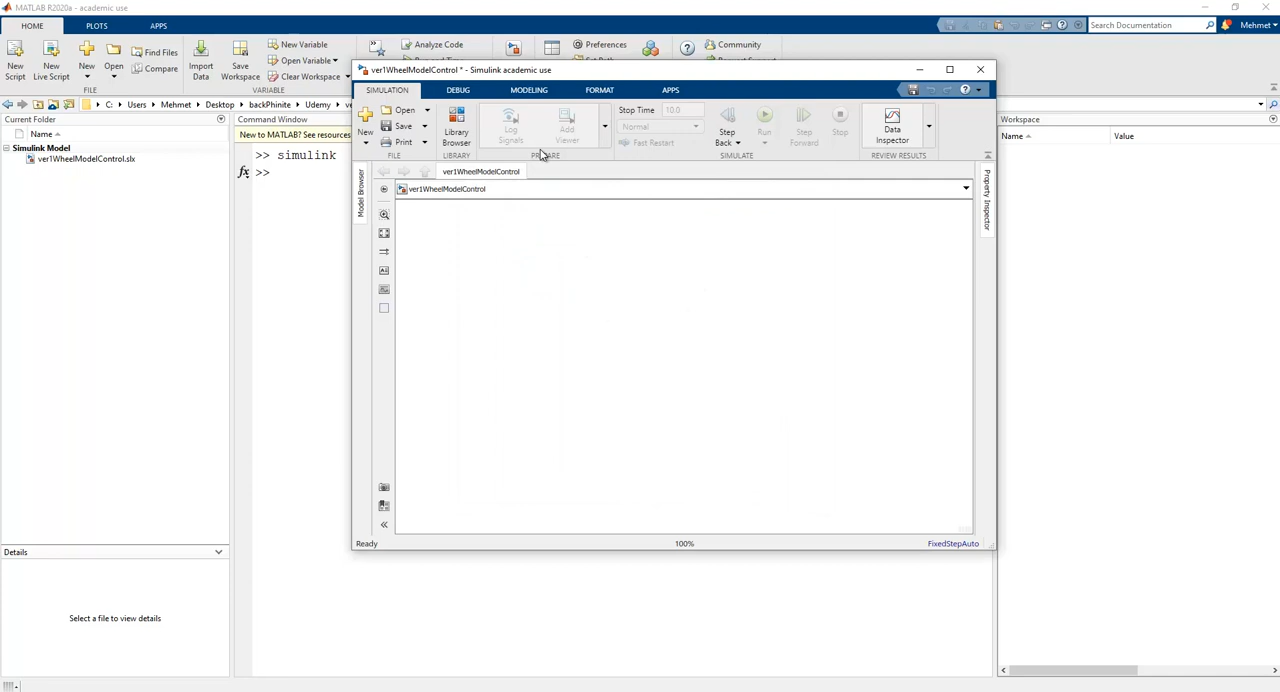 MATLAB R2020a - academic use
HOME
PLOTS
APPS
Search Documentation
Mehmet
New Script
New Live Script
New
Open
Find Files
Compare
FILE
Import Data
Save Workspace
New Variable
Open Variable
Clear Workspace
VARIABLE
Analyze Code
Preferences
Community
C:
Users
Mehmet
Desktop
backPhinite
Udemy
Current Folder
Name
Simulink Model
ver1WheelModelControl.slx
Details
Select a file to view details
Command Window
New to MATLAB? See resources
>> simulink
fx >>
Workspace
Name
Value
ver1WheelModelControl * - Simulink academic use
SIMULATION
DEBUG
MODELING
FORMAT
APPS
New
Open
Save
Print
FILE
Library Browser
LIBRARY
Log Signals
Add Viewer
PREPARE
Stop Time 10.0
Normal
Fast Restart
Step Back
Run
Step Forward
Stop
SIMULATE
Data Inspector
REVIEW RESULTS
Model Browser
ver1WheelModelControl
ver1WheelModelControl
Property Inspector
Ready
100%
FixedStepAuto